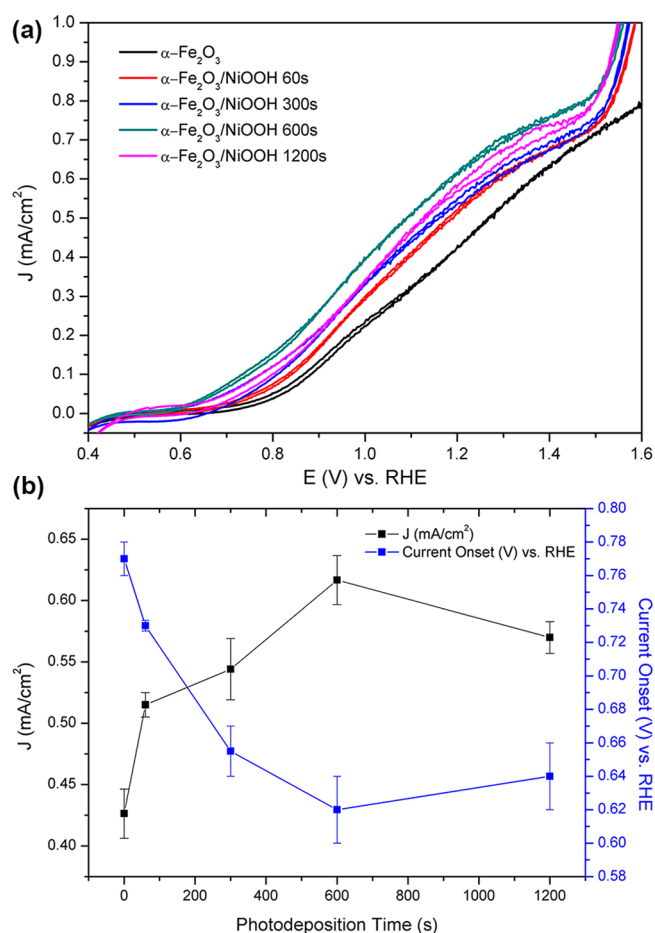 (a)
1.0
0.9
0.8
0.7
0.6
0.5
0.4
0.3
0.2
0.1
0.0
J (mA/cm²)
α−Fe₂O₃
α−Fe₂O₃/NiOOH 60s
α−Fe₂O₃/NiOOH 300s
α−Fe₂O₃/NiOOH 600s
α−Fe₂O₃/NiOOH 1200s
0.4 0.6 0.8 1.0 1.2 1.4 1.6
E (V) vs. RHE
(b)
0.65
0.60
0.55
0.50
0.45
0.40
J (mA/cm²)
J (mA/cm²)
Current Onset (V) vs. RHE
0.80
0.78
0.76
0.74
0.72
0.70
0.68
0.66
0.64
0.62
0.60
0.58
Current Onset (V) vs. RHE
0 200 400 600 800 1000 1200
Photodeposition Time (s)